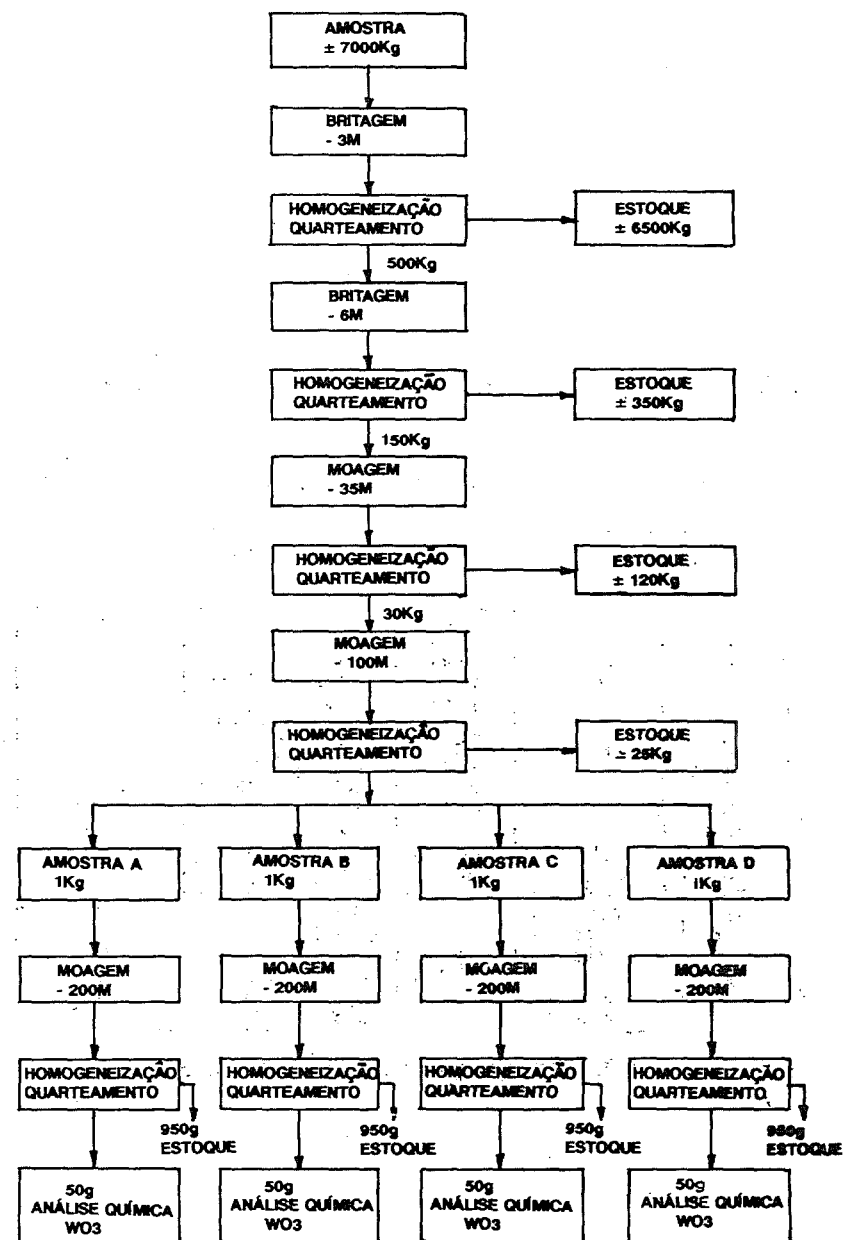 AMOSTRA
± 7000Kg
BRITAGEM
- 3M
HOMOGENEIZAÇÃO
QUARTEAMENTO
ESTOQUE
± 6500Kg
500Kg
BRITAGEM
- 6M
HOMOGENEIZAÇÃO
QUARTEAMENTO
ESTOQUE
± 350Kg
150Kg
MOAGEM
- 35M
HOMOGENEIZAÇÃO
QUARTEAMENTO
ESTOQUE
± 120Kg
30Kg
MOAGEM
- 100M
HOMOGENEIZAÇÃO
QUARTEAMENTO
ESTOQUE
± 25Kg
AMOSTRA A
1Kg
AMOSTRA B
1Kg
AMOSTRA C
1Kg
AMOSTRA D
1Kg
MOAGEM
- 200M
MOAGEM
- 200M
MOAGEM
- 200M
MOAGEM
- 200M
HOMOGENEIZAÇÃO
QUARTEAMENTO
HOMOGENEIZAÇÃO
QUARTEAMENTO
HOMOGENEIZAÇÃO
QUARTEAMENTO
HOMOGENEIZAÇÃO
QUARTEAMENTO
950g
ESTOQUE
950g
ESTOQUE
950g
ESTOQUE
950g
ESTOQUE
50g
ANÁLISE QUÍMICA
WO3
50g
ANÁLISE QUÍMICA
WO3
50g
ANÁLISE QUÍMICA
WO3
50g
ANÁLISE QUÍMICA
WO3